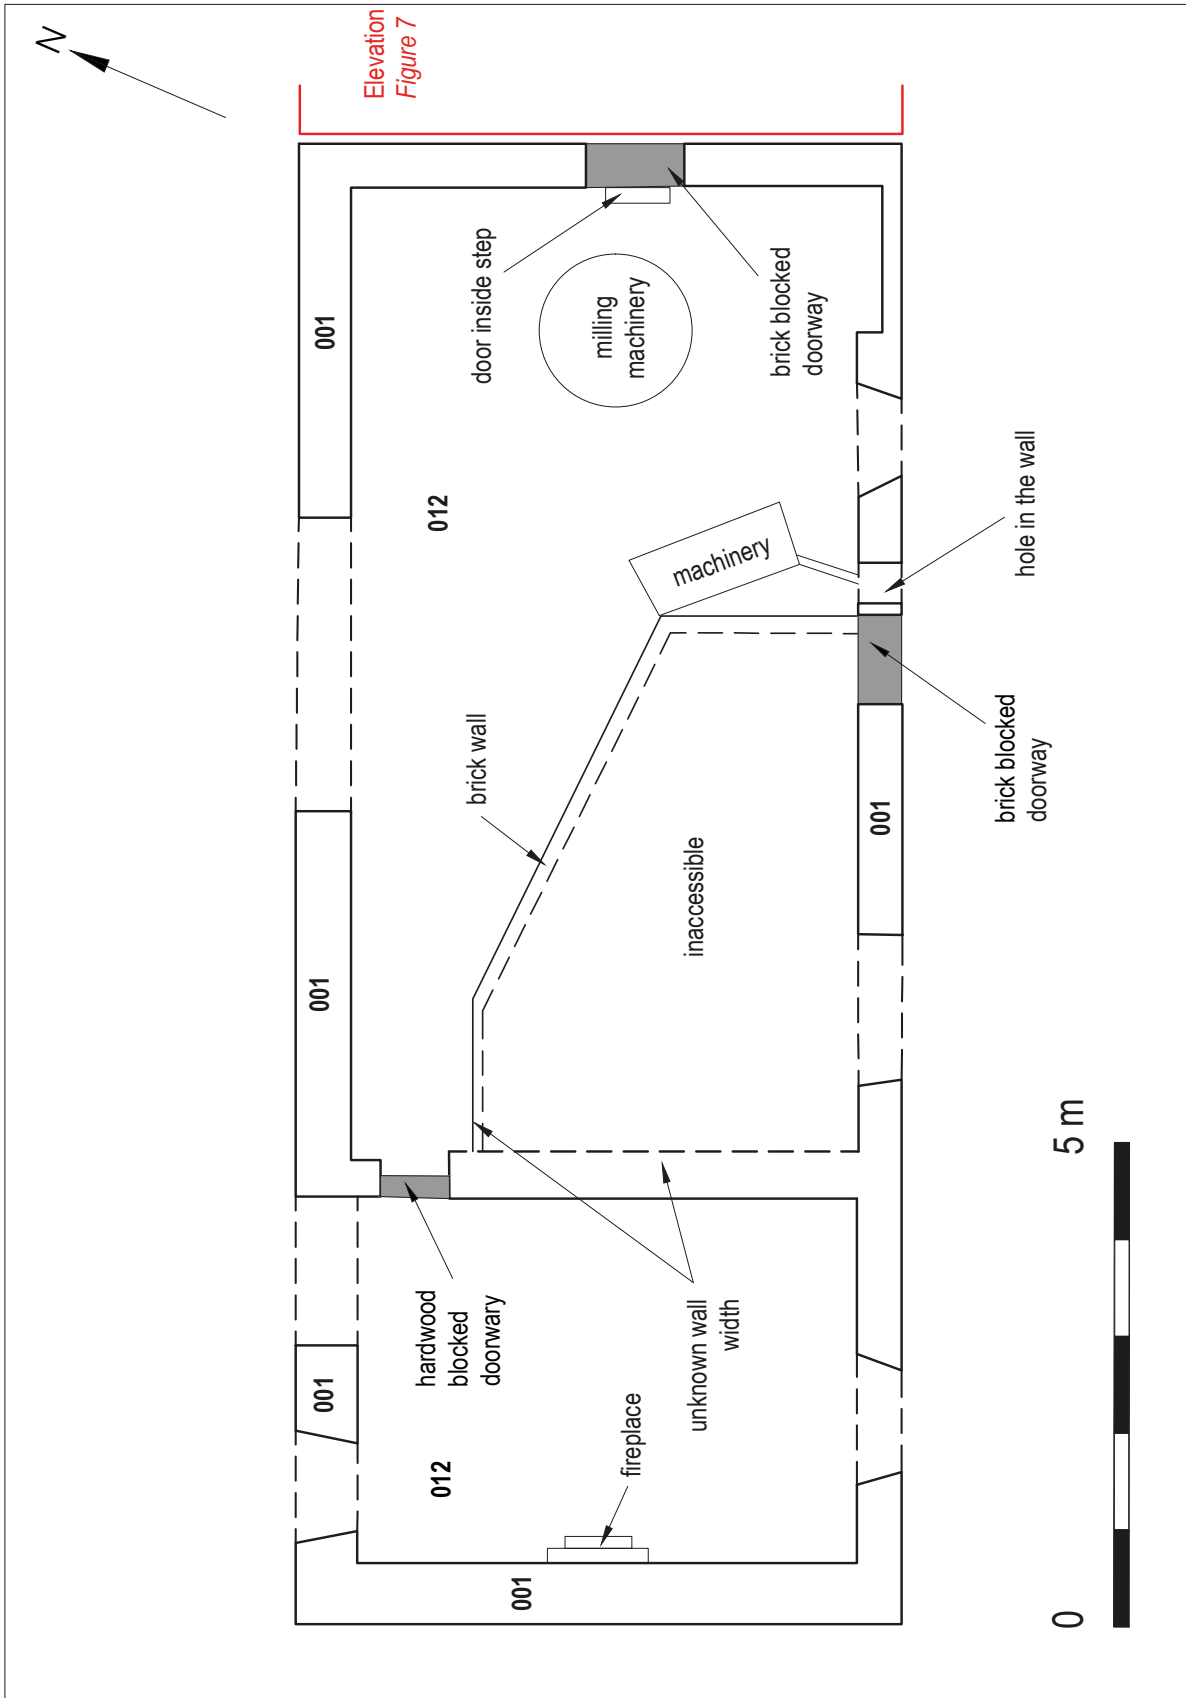 N
Elevation
Figure 7
001
door inside step
milling
machinery
brick blocked
doorway
012
machinery
hole in the wall
brick wall
001
inaccessible
001
brick blocked
doorway
hardwood
blocked
doorwary
unknown wall
width
001
012
fireplace
001
0
5 m